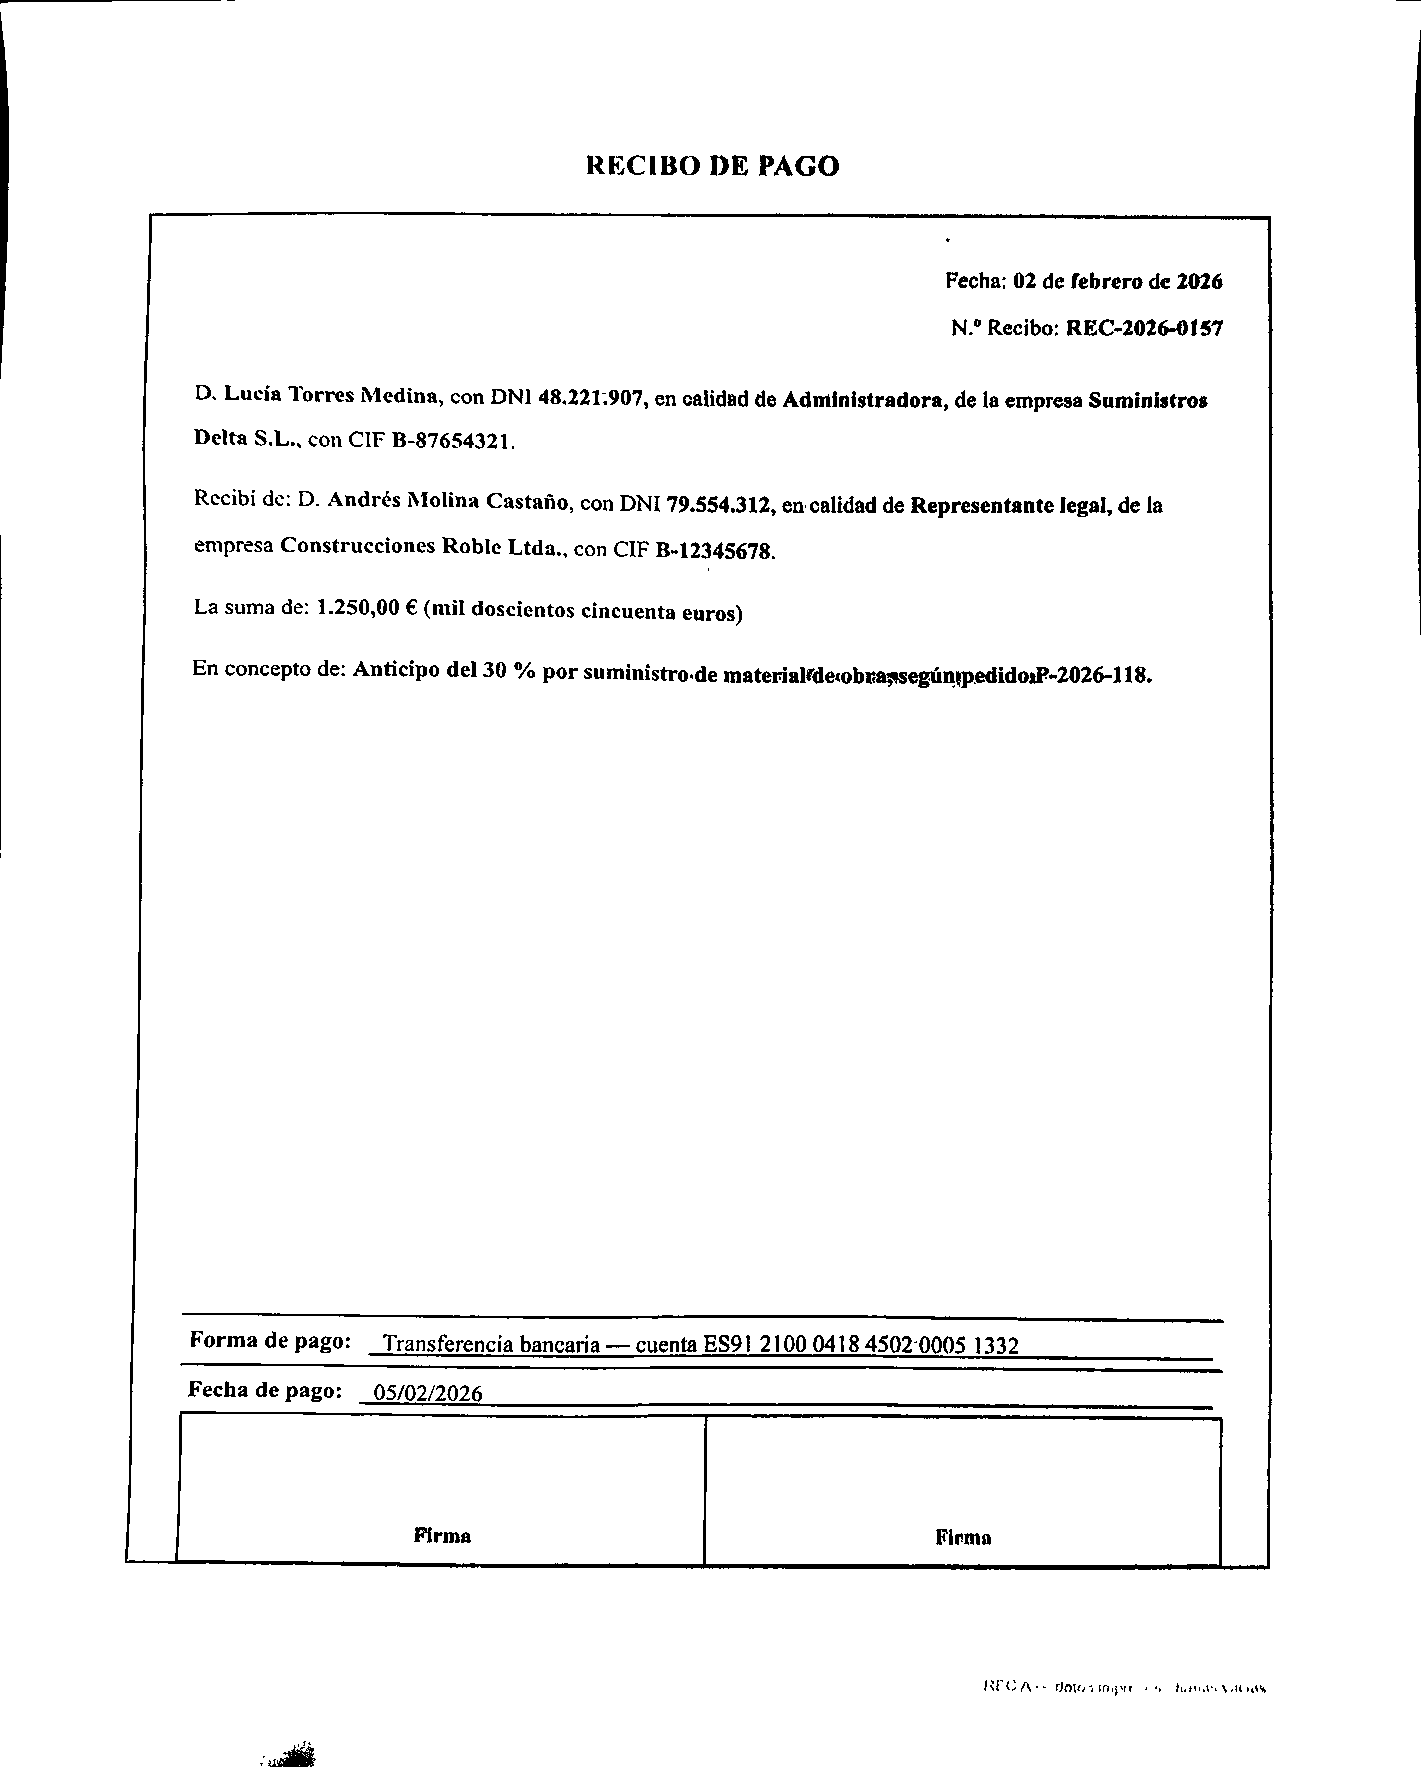 RECIBO DE PAGO
Fecha: 02 de febrero de 2026
N.º Recibo: REC-2026-0157
D. Lucía Torres Medina, con DNI 48.221.907, en calidad de Administradora, de la empresa Suministros
Delta S.L., con CIF B-87654321.
Recibí de: D. Andrés Molina Castaño, con DNI 79.554.312, en calidad de Representante legal, de la
empresa Construcciones Roble Ltda., con CIF B-12345678.
La suma de: 1.250,00 € (mil doscientos cincuenta euros)
En concepto de: Anticipo del 30 % por suministro de material de obra según pedido P-2026-118.
Forma de pago: Transferencia bancaria — cuenta ES91 2100 0418 4502 0005 1332
Fecha de pago: 05/02/2026
Firma
Firma